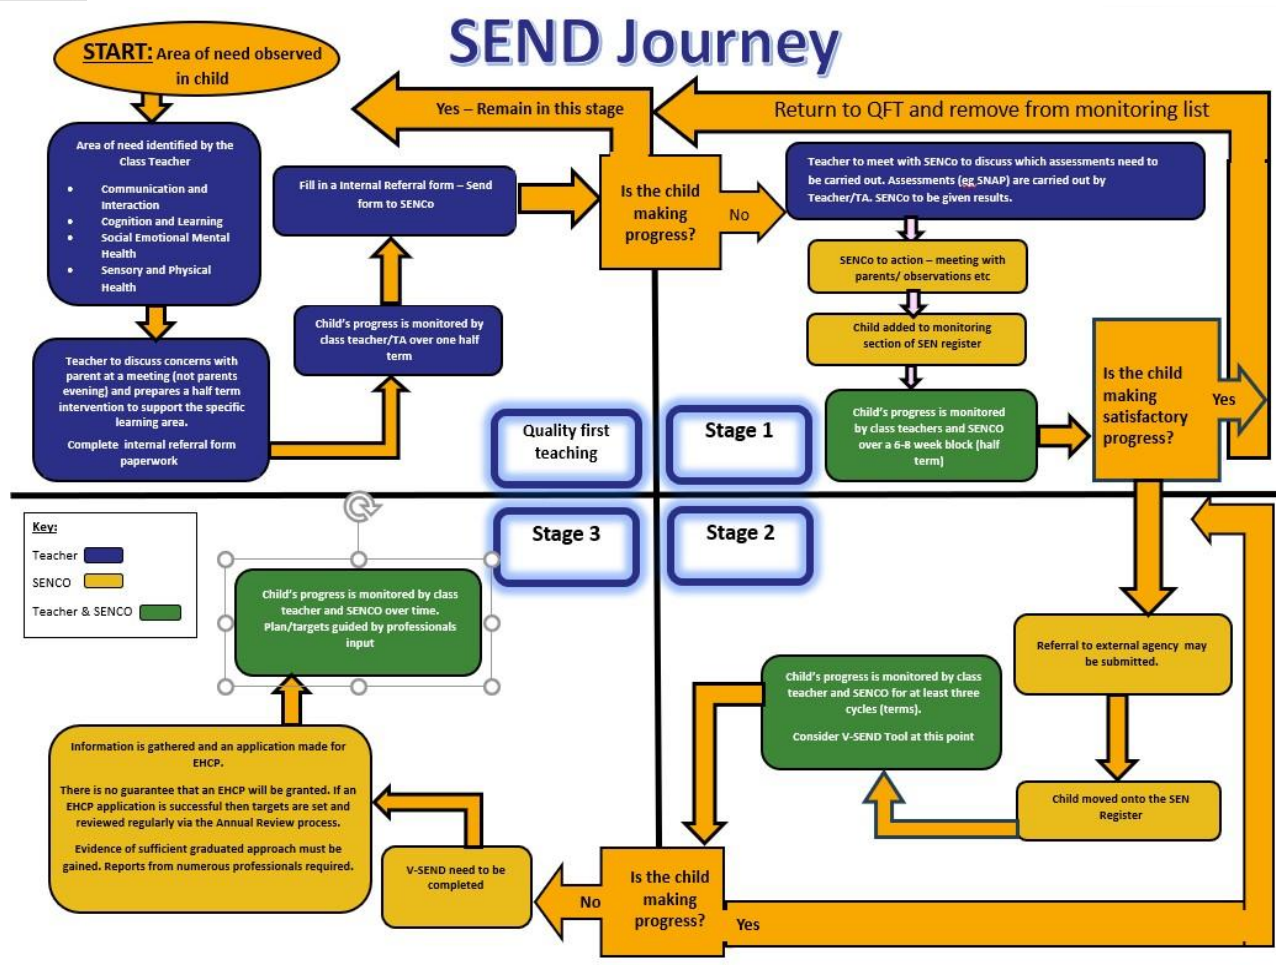 SEND Journey
START: Area of need observed
in child
Area of need identified by the
Class Teacher
• Communication and
Interaction
• Cognition and Learning
• Social Emotional Mental
Health
• Sensory and Physical
Health
Teacher to discuss concerns with
parent at a meeting (not parents
evening) and prepares a half term
intervention to support the specific
learning area.
Complete internal referral form
paperwork
Child's progress is monitored by
class teacher/TA over one half
term
Fill in a Internal Referral form – Send
form to SENCo
Is the child
making
progress?
Yes – Remain in this stage
No
Quality first
teaching
Return to QFT and remove from monitoring list
Teacher to meet with SENCo to discuss which assessments need to
be carried out. Assessments (eg SNAP) are carried out by
Teacher/TA. SENCo to be given results.
SENCo to action – meeting with
parents/ observations etc
Child added to monitoring
section of SEN register
Child's progress is monitored
by class teachers and SENCO
over a 6-8 week block (half
term)
Is the child
making
satisfactory
progress?
Yes
Stage 1
Stage 2
Referral to external agency may
be submitted.
Child moved onto the SEN
Register
Child's progress is monitored by class
teacher and SENCO for at least three
cycles (terms).
Consider V-SEND Tool at this point
Is the child
making
progress?
Yes
No
Stage 3
V-SEND need to be
completed
Information is gathered and an application made for
EHCP.
There is no guarantee that an EHCP will be granted. If an
EHCP application is successful then targets are set and
reviewed regularly via the Annual Review process.
Evidence of sufficient graduated approach must be
gained. Reports from numerous professionals required.
Child's progress is monitored by class
teacher and SENCO over time.
Plan/targets guided by professionals
input
Key:
Teacher
SENCO
Teacher & SENCO